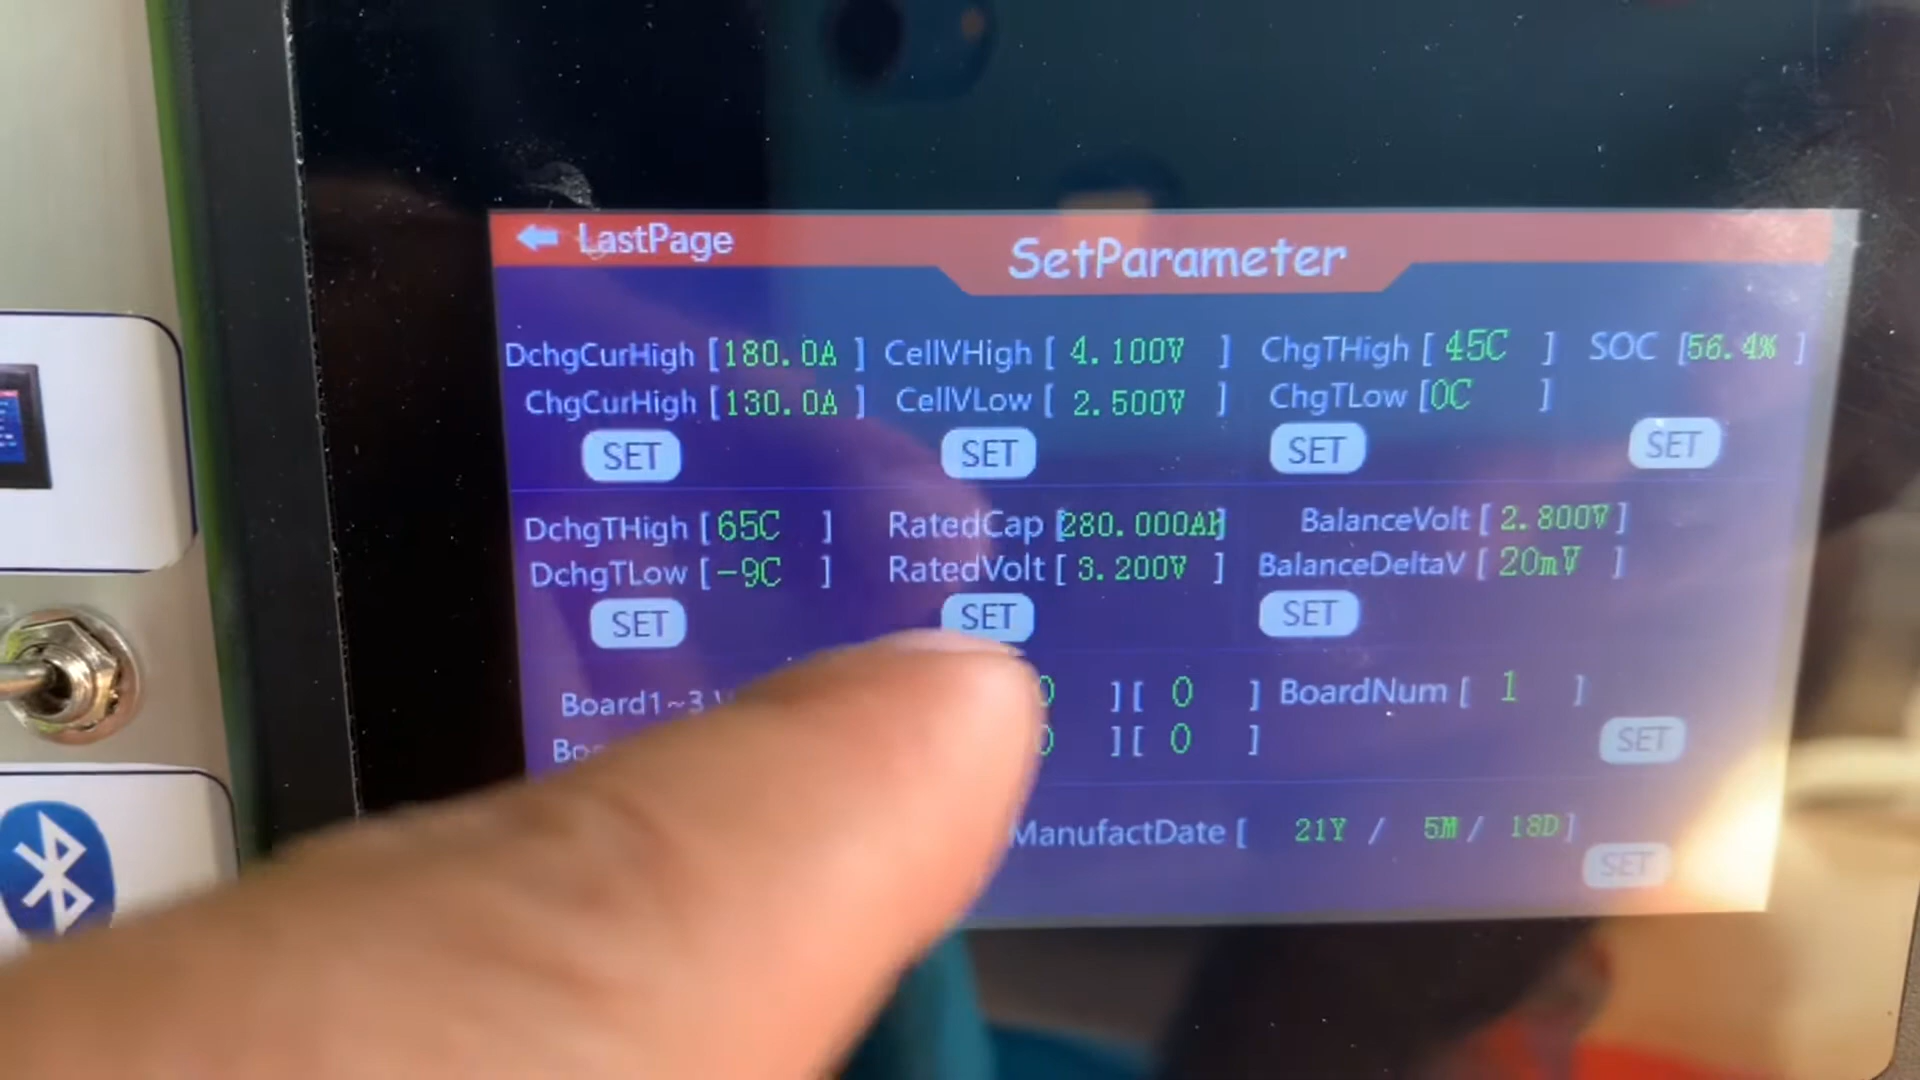 LastPage
SetParameter
DchgCurHigh [180.0A ] CellVHigh [ 4.100V ] ChgTHigh [ 45C ] SOC [56.4% ]
ChgCurHigh [130.0A ] CellVLow [ 2.500V ] ChgTLow [0C ]
SET SET SET SET
DchgTHigh [65C ] RatedCap [280.000Ah] BalanceVolt [ 2.800V ]
DchgTLow [-9C ] RatedVolt [ 3.200V ] BalanceDeltaV [ 20mV ]
SET SET SET
Board1~3 0 ][ 0 ] BoardNum [ 1 ]
0 ][ 0 ]
SET
ManufactDate [ 21Y / 5M / 18D]
SET